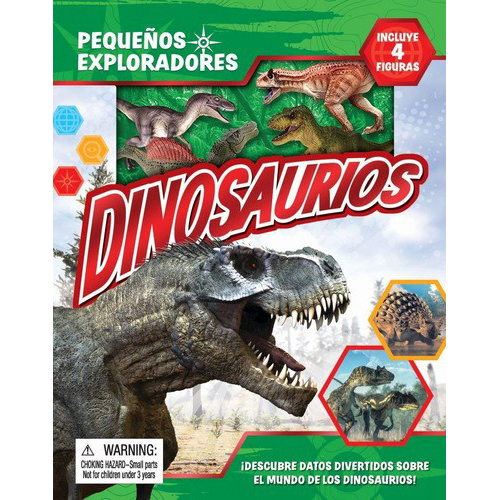 PEQUEÑOS
EXPLORADORES
INCLUYE
4
FIGURAS
DINOSAURIOS
WARNING:
CHOKING HAZARD–Small parts
Not for children under 3 years
¡DESCUBRE DATOS DIVERTIDOS SOBRE
EL MUNDO DE LOS DINOSAURIOS!